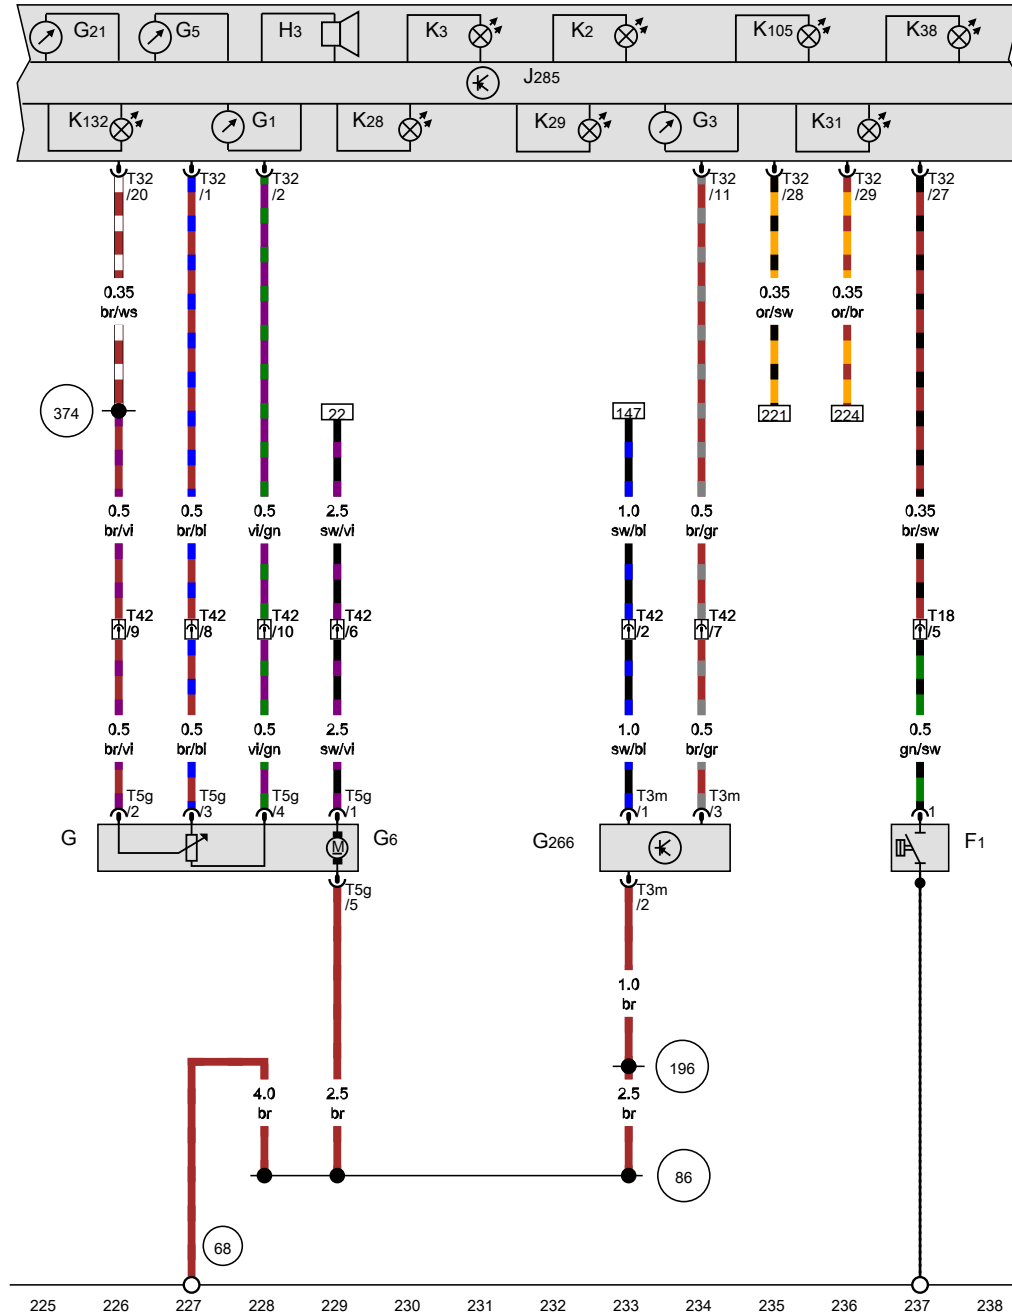 G21 G5 H3 K3 K2 K105 K38
J285
K132 G1 K28 K29 G3 K31
T32 T32 T32 T32 T32 T32 T32
/20 /1 /2 /11 /28 /29 /27
0.35 0.35 0.35
br/ws or/sw or/br
374 22 147 221 224
0.5 0.5 0.5 2.5 1.0 0.5 0.35
br/vi br/bl vi/gn sw/vi sw/bl br/gr br/sw
T42 T42 T42 T42 T42 T42 T18
/9 /8 /10 /6 /2 /7 /5
0.5 0.5 0.5 2.5 1.0 0.5 0.5
br/vi br/bl vi/gn sw/vi sw/bl br/gr gn/sw
T5g T5g T5g T5g T3m T3m
/2 /3 /4 /1 /1 /3 1
G M G6 G266 F1
T5g T3m
/5 /2
1.0
br
196
4.0 2.5 2.5
br br br
86
68
225 226 227 228 229 230 231 232 233 234 235 236 237 238